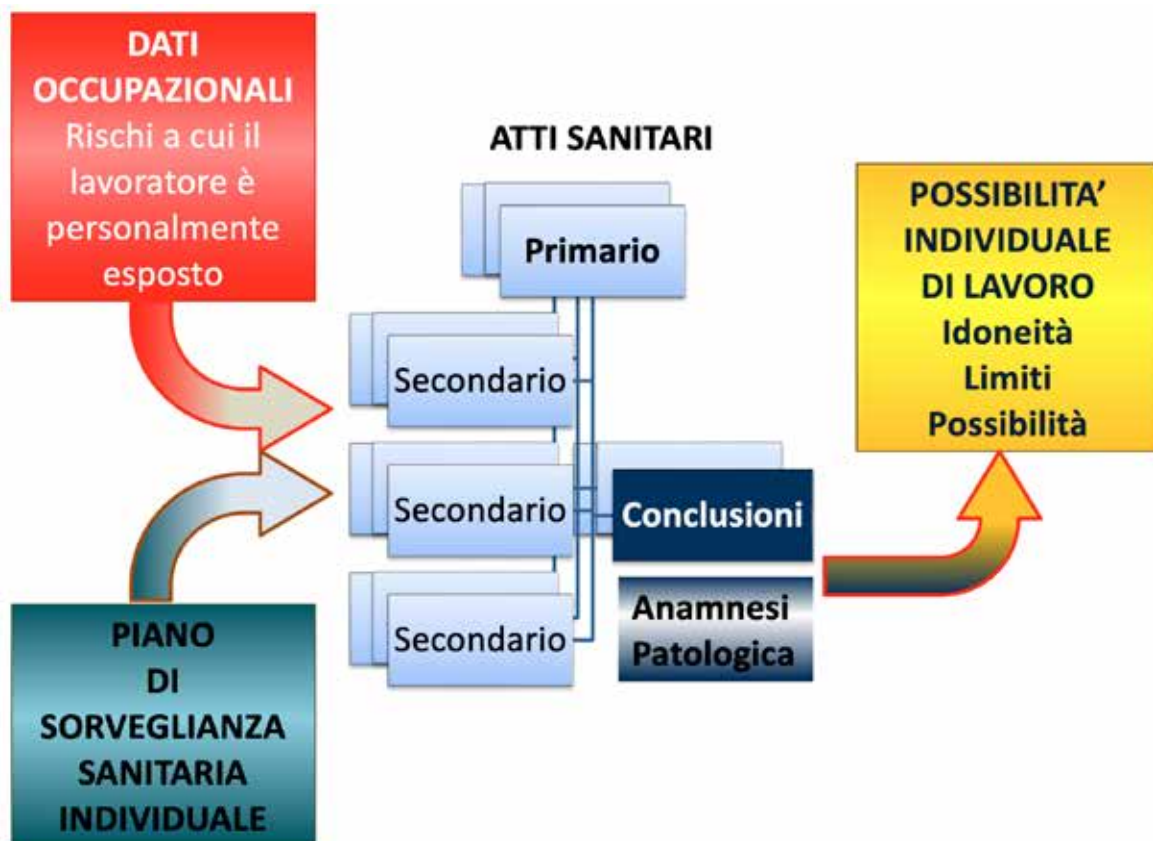 DATI
OCCUPAZIONALI
Rischi a cui il
lavoratore è
personalmente
esposto
PIANO
DI
SORVEGLIANZA
SANITARIA
INDIVIDUALE
ATTI SANITARI
Primario
Secondario
Secondario
Secondario
Conclusioni
Anamnesi
Patologica
POSSIBILITA’
INDIVIDUALE
DI LAVORO
Idoneità
Limiti
Possibilità